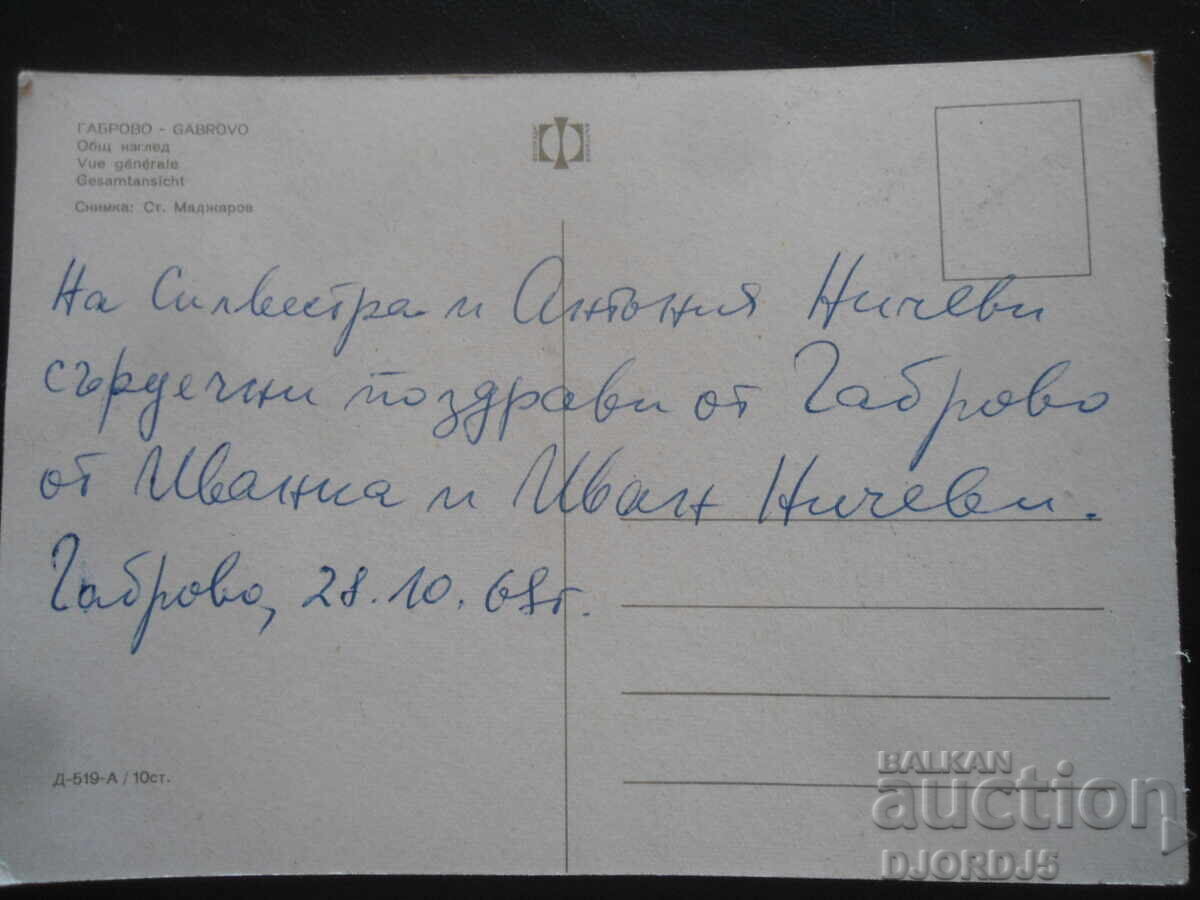 ГАБРОВО - GABROVO
Общ наглед
Vue générale
Gesamtansicht
Снимка: Ст. Маджаров
На Силвестра и Антония Ничеви
сърдечни поздрави от Габрово
от Иванка и Иван Ничеви.
Габрово, 28.10.68г.
Д-519-А / 10ст.
BALKAN
auction
DJORDJ5